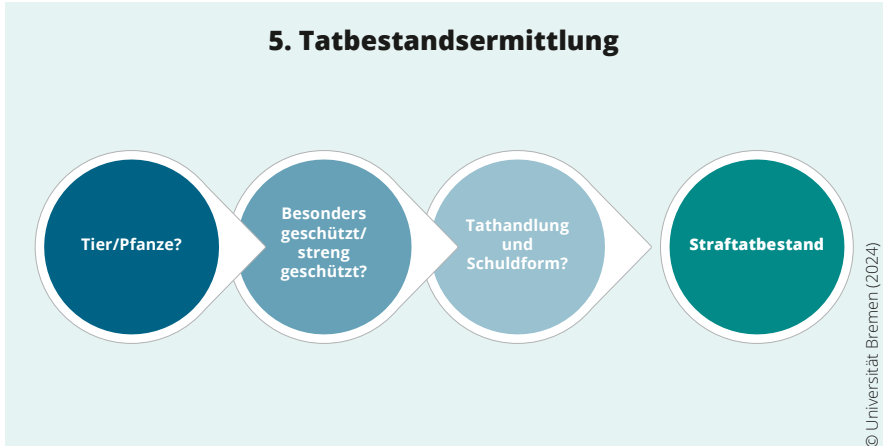 5. Tatbestandsermittlung
Tier/Pfanze?
Besonders
geschützt/
streng
geschützt?
Tathandlung
und
Schuldform?
Straftatbestand
© Universität Bremen (2024)